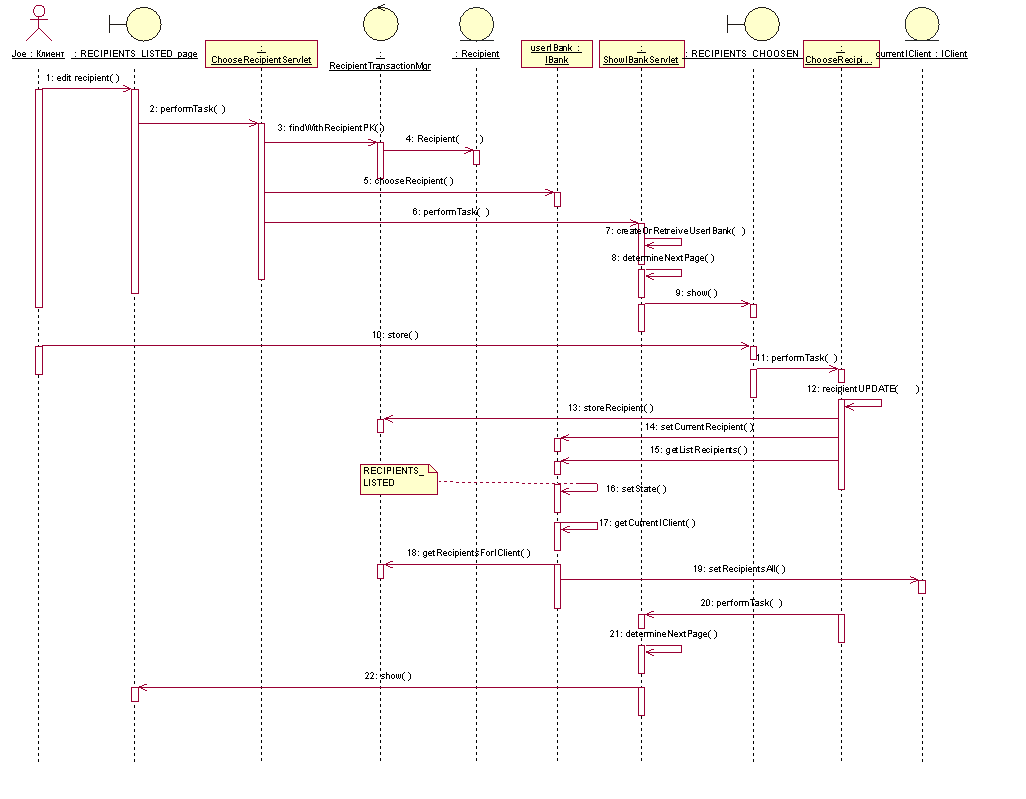 Joe : Клиент
: RECIPIENTS_LISTED_page
:
ChooseRecipientServlet
:
RecipientTransactionMgr
: Recipient
userIBank :
IBank
:
ShowIBankServlet
: RECIPIENTS_CHOOSEN
:
ChooseRecipi...
currentIClient : IClient
1: edit recipient( )
2: performTask( )
3: findWithRecipientPK( )
4: Recipient( )
5: chooseRecipient( )
6: performTask( )
7: createOrRetreiveUserIBank( )
8: determineNextPage( )
9: show( )
10: store( )
11: performTask( )
12: recipientUPDATE( )
13: storeRecipient( )
14: setCurrentRecipient( )
15: getListRecipients( )
RECIPIENTS_
LISTED
16: setState( )
17: getCurrentIClient( )
18: getRecipientsForIClient( )
19: setRecipientsAll( )
20: performTask( )
21: determineNextPage( )
22: show( )